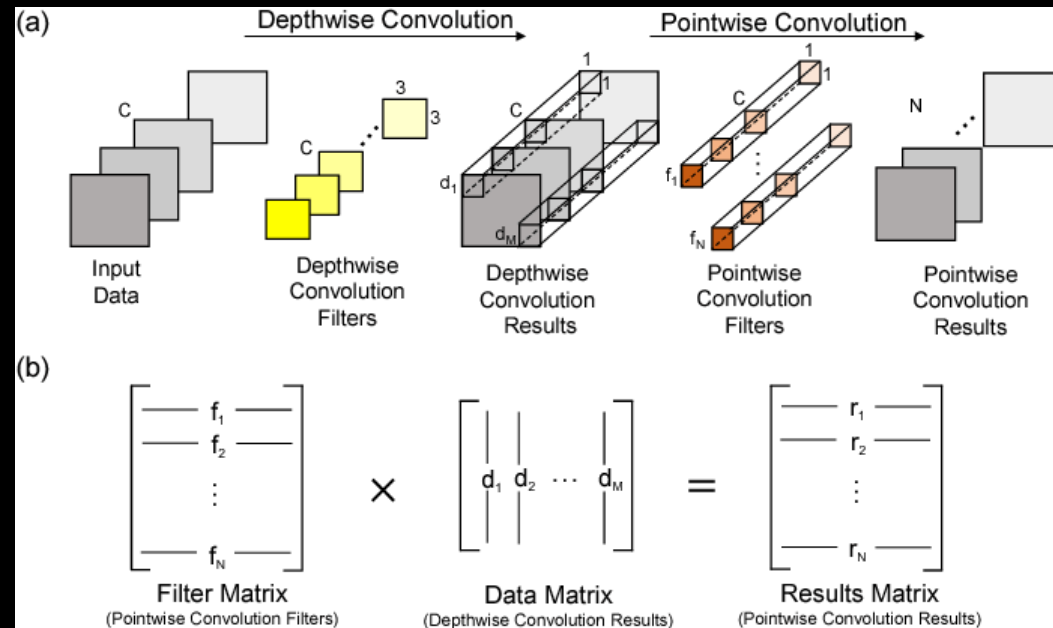 (a)
Depthwise Convolution
Pointwise Convolution
C
C
3
3
C
1
1
d1
dM
C
1
1
f1
⋮
fN
N
Input
Data
Depthwise
Convolution
Filters
Depthwise
Convolution
Results
Pointwise
Convolution
Filters
Pointwise
Convolution
Results
(b)
f1
f2
⋮
fN
×
d1 d2 ··· dM
=
r1
r2
⋮
rN
Filter Matrix
(Pointwise Convolution Filters)
Data Matrix
(Depthwise Convolution Results)
Results Matrix
(Pointwise Convolution Results)